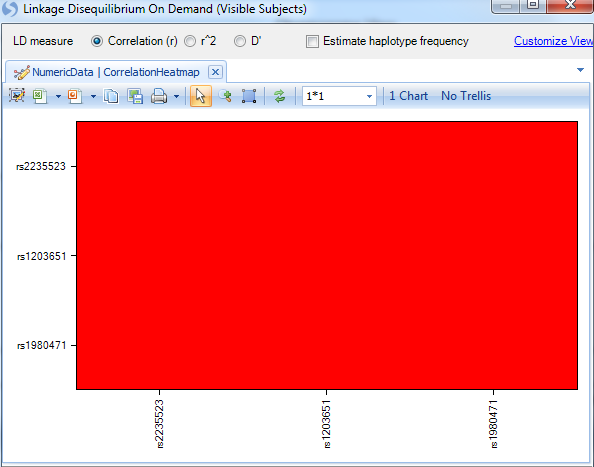 Linkage Disequilibrium On Demand (Visible Subjects)
LD measure Correlation (r) r^2 D' Estimate haplotype frequency Customize View
NumericData | CorrelationHeatmap
1*1 1 Chart No Trellis
rs2235523
rs1203651
rs1980471
rs2235523
rs1203651
rs1980471